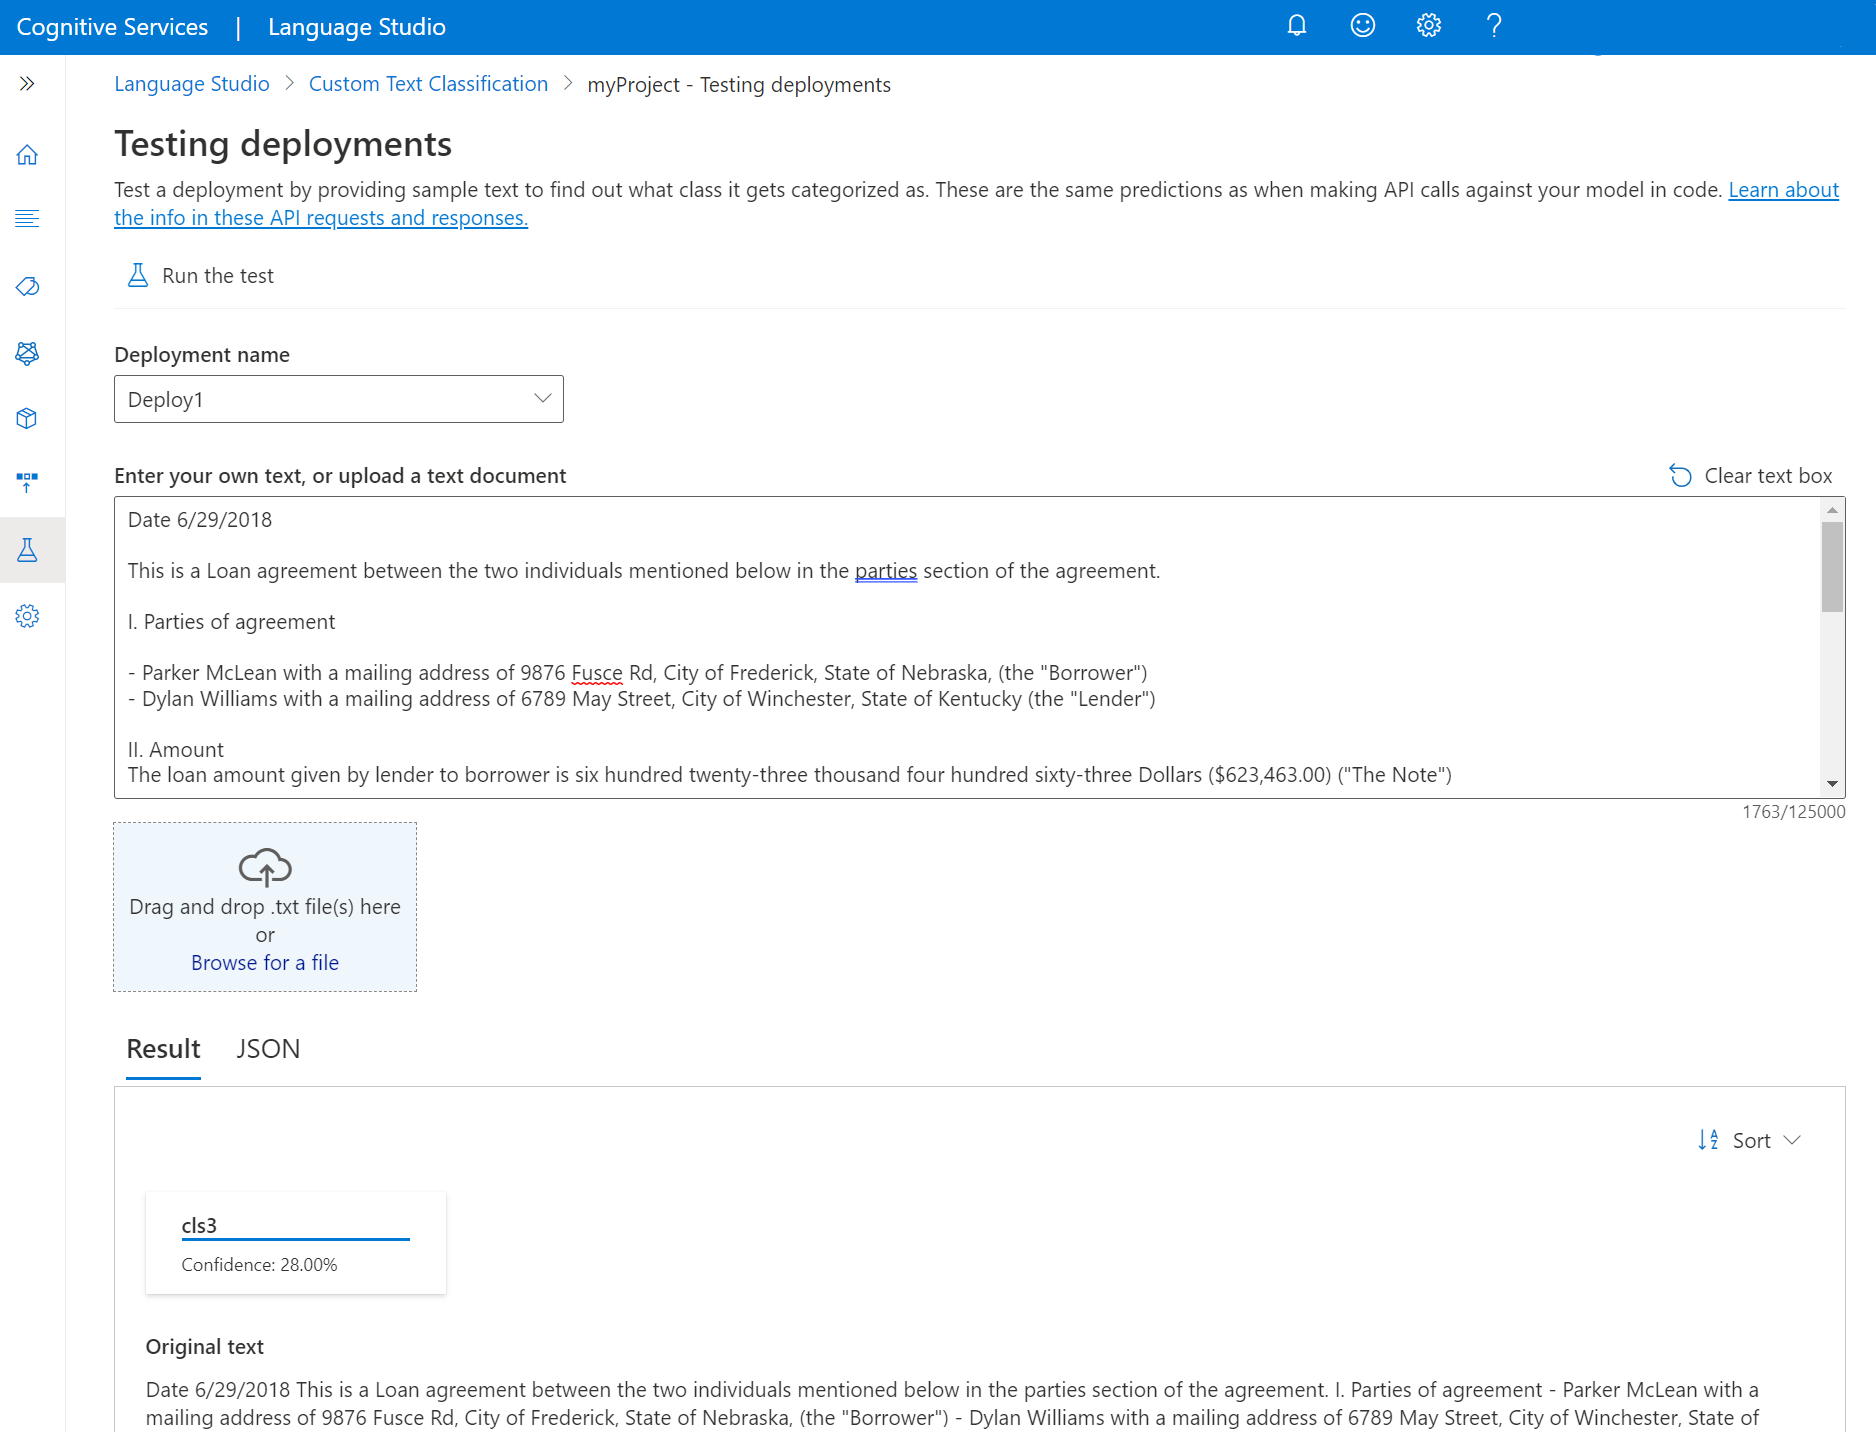 Cognitive Services | Language Studio
Language Studio > Custom Text Classification > myProject - Testing deployments
Testing deployments
Test a deployment by providing sample text to find out what class it gets categorized as. These are the same predictions as when making API calls against your model in code. Learn about
the info in these API requests and responses.
Run the test
Deployment name
Deploy1
Enter your own text, or upload a text document
Clear text box
Date 6/29/2018
This is a Loan agreement between the two individuals mentioned below in the parties section of the agreement.
I. Parties of agreement
- Parker McLean with a mailing address of 9876 Fusce Rd, City of Frederick, State of Nebraska, (the "Borrower")
- Dylan Williams with a mailing address of 6789 May Street, City of Winchester, State of Kentucky (the "Lender")
II. Amount
The loan amount given by lender to borrower is six hundred twenty-three thousand four hundred sixty-three Dollars ($623,463.00) ("The Note")
1763/125000
Drag and drop .txt file(s) here
or
Browse for a file
Result JSON
Sort
cls3
Confidence: 28.00%
Original text
Date 6/29/2018 This is a Loan agreement between the two individuals mentioned below in the parties section of the agreement. I. Parties of agreement - Parker McLean with a
mailing address of 9876 Fusce Rd, City of Frederick, State of Nebraska, (the "Borrower") - Dylan Williams with a mailing address of 6789 May Street, City of Winchester, State of